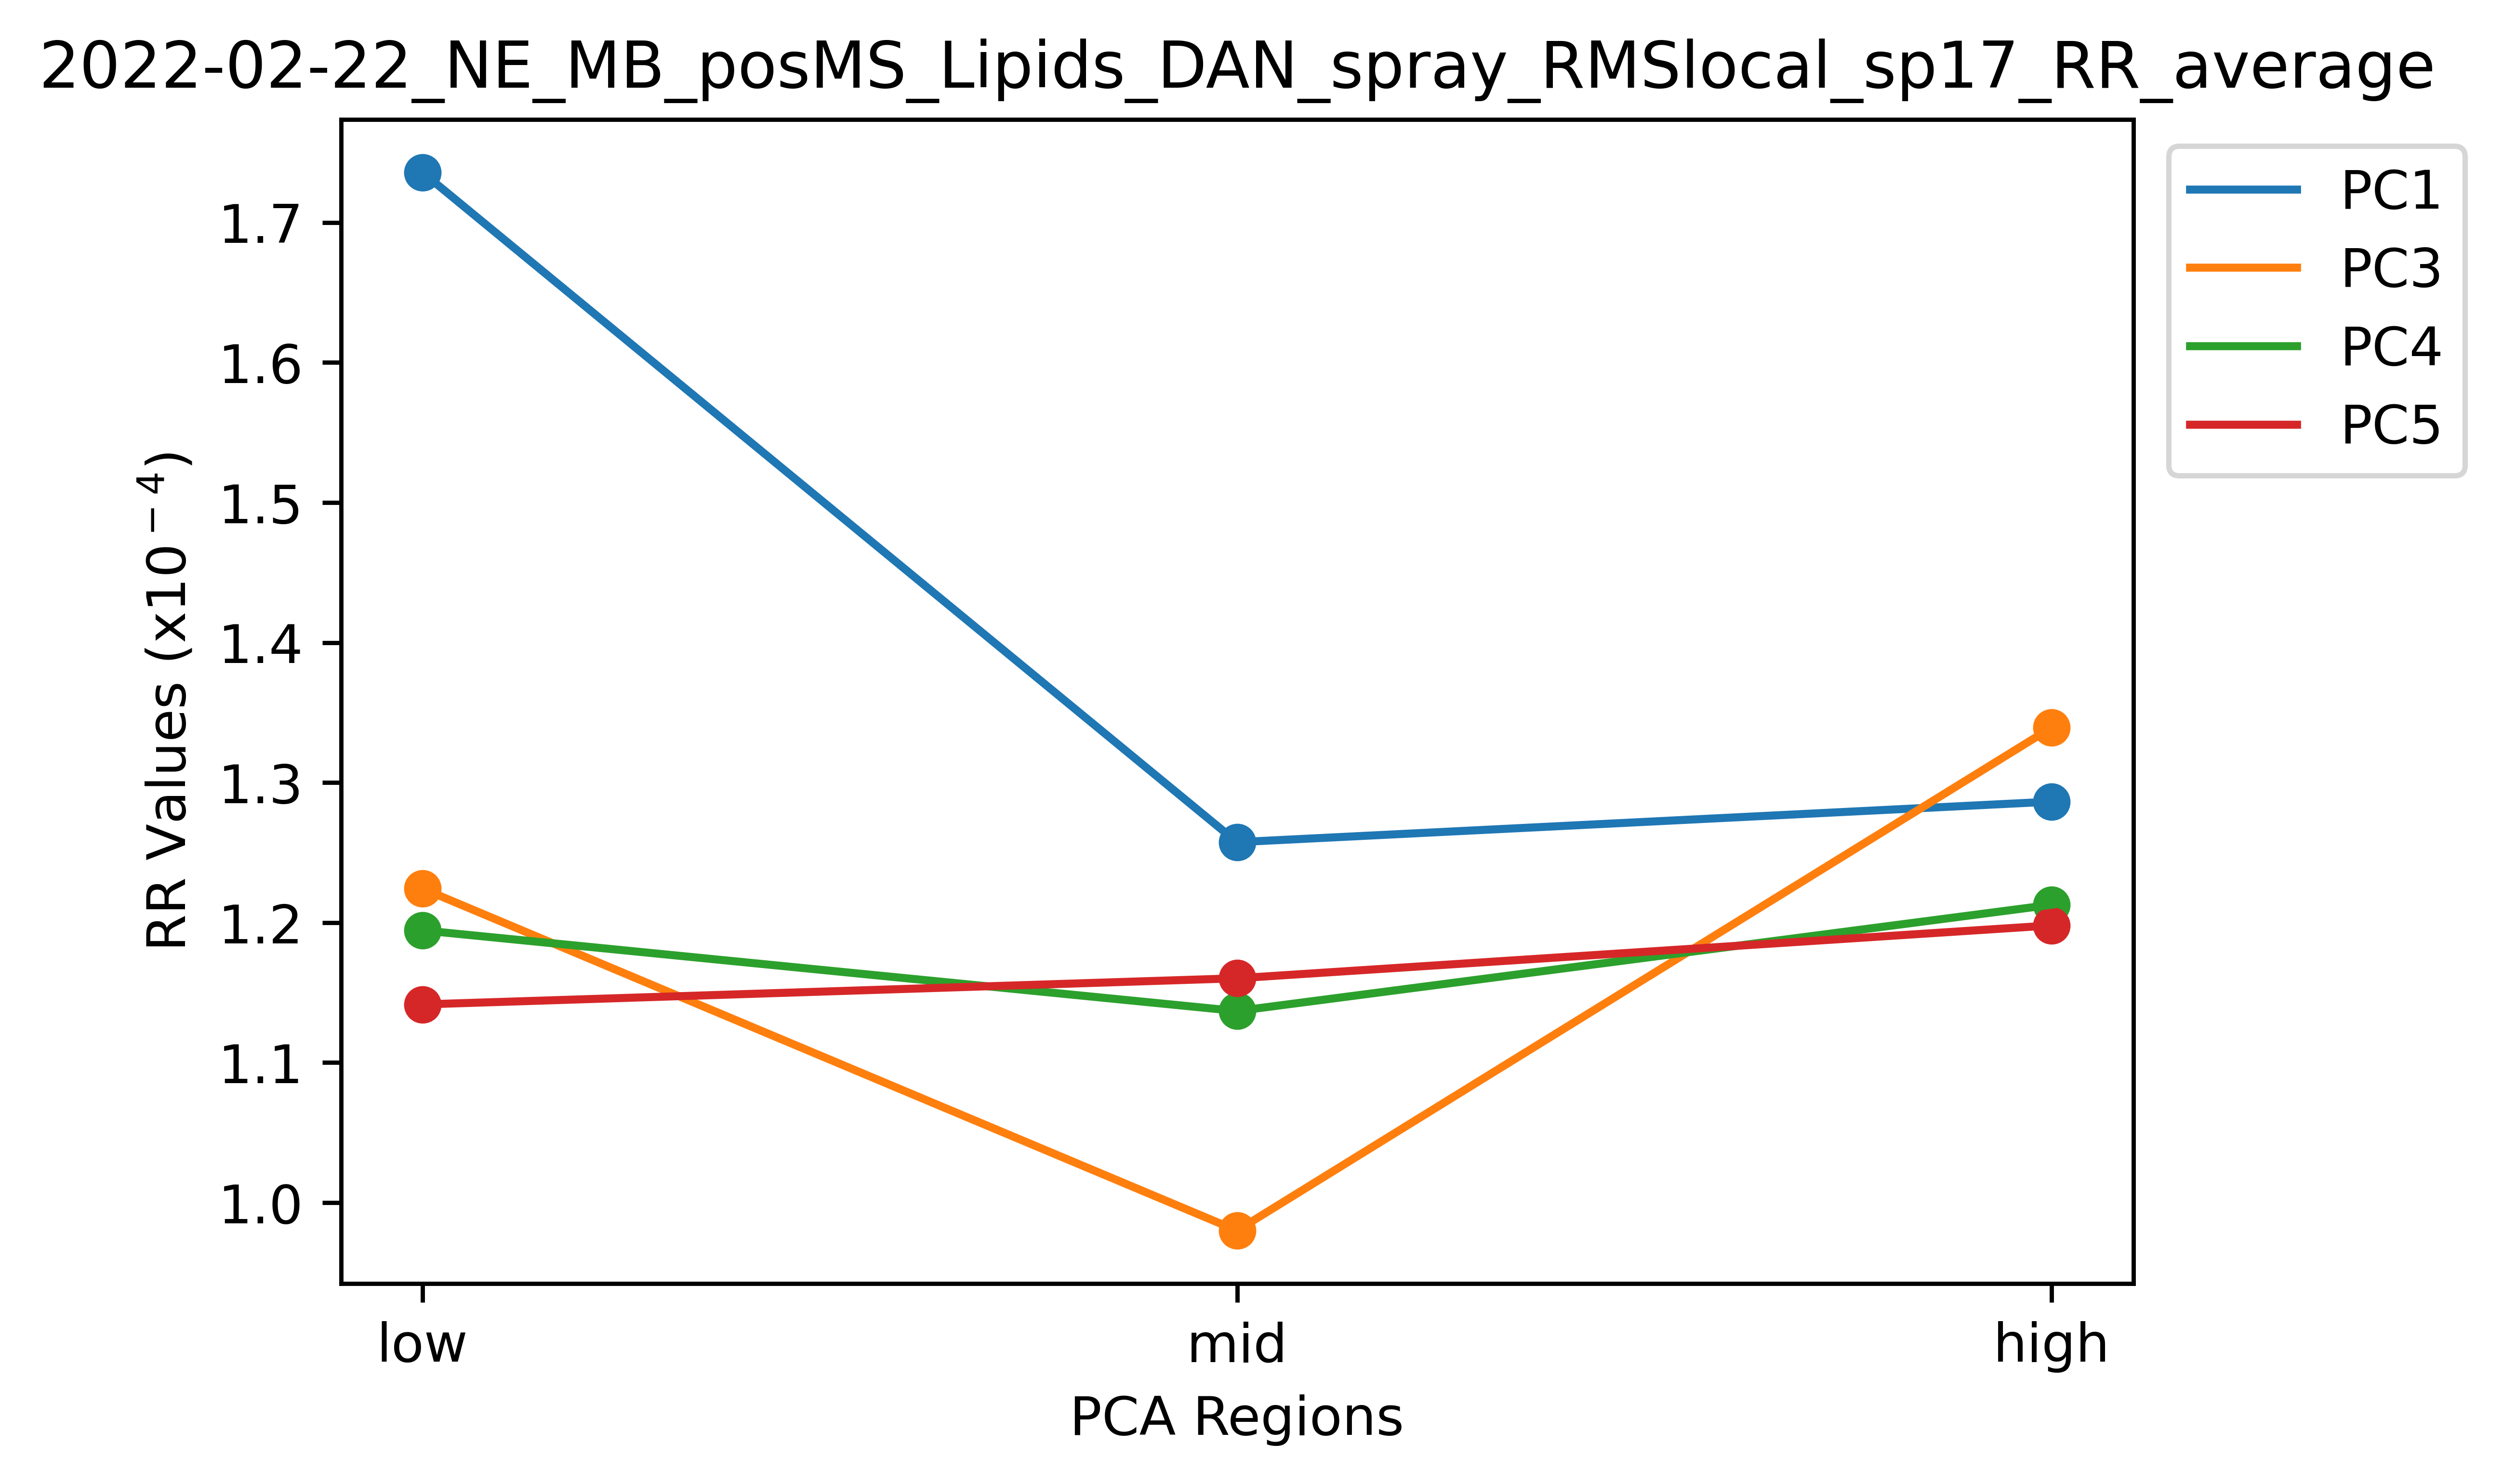 2022-02-22_NE_MB_posMS_Lipids_DAN_spray_RMSlocal_sp17_RR_average
PC1
PC3
PC4
PC5
RR Values (x10⁻⁴)
1.7
1.6
1.5
1.4
1.3
1.2
1.1
1.0
low mid high
PCA Regions